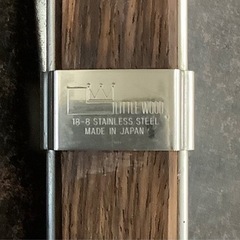 LITTLE WOOD
18-8 STAINLESS STEEL
MADE IN JAPAN